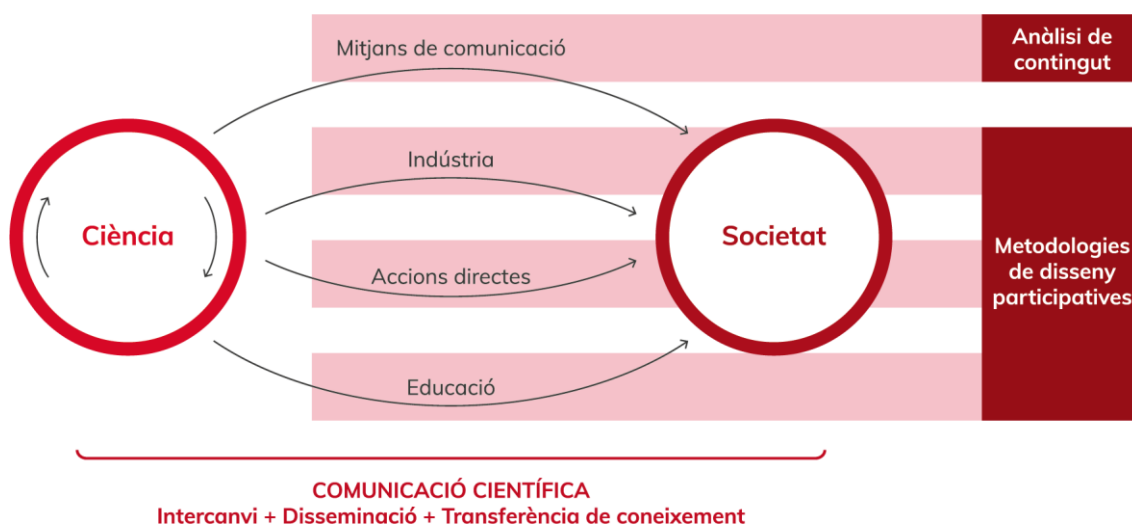 Mitjans de comunicació
Anàlisi de
contingut
Indústria
Ciència
Societat
Accions directes
Metodologies
de disseny
participatives
Educació
COMUNICACIÓ CIENTÍFICA
Intercanvi + Disseminació + Transferència de coneixement